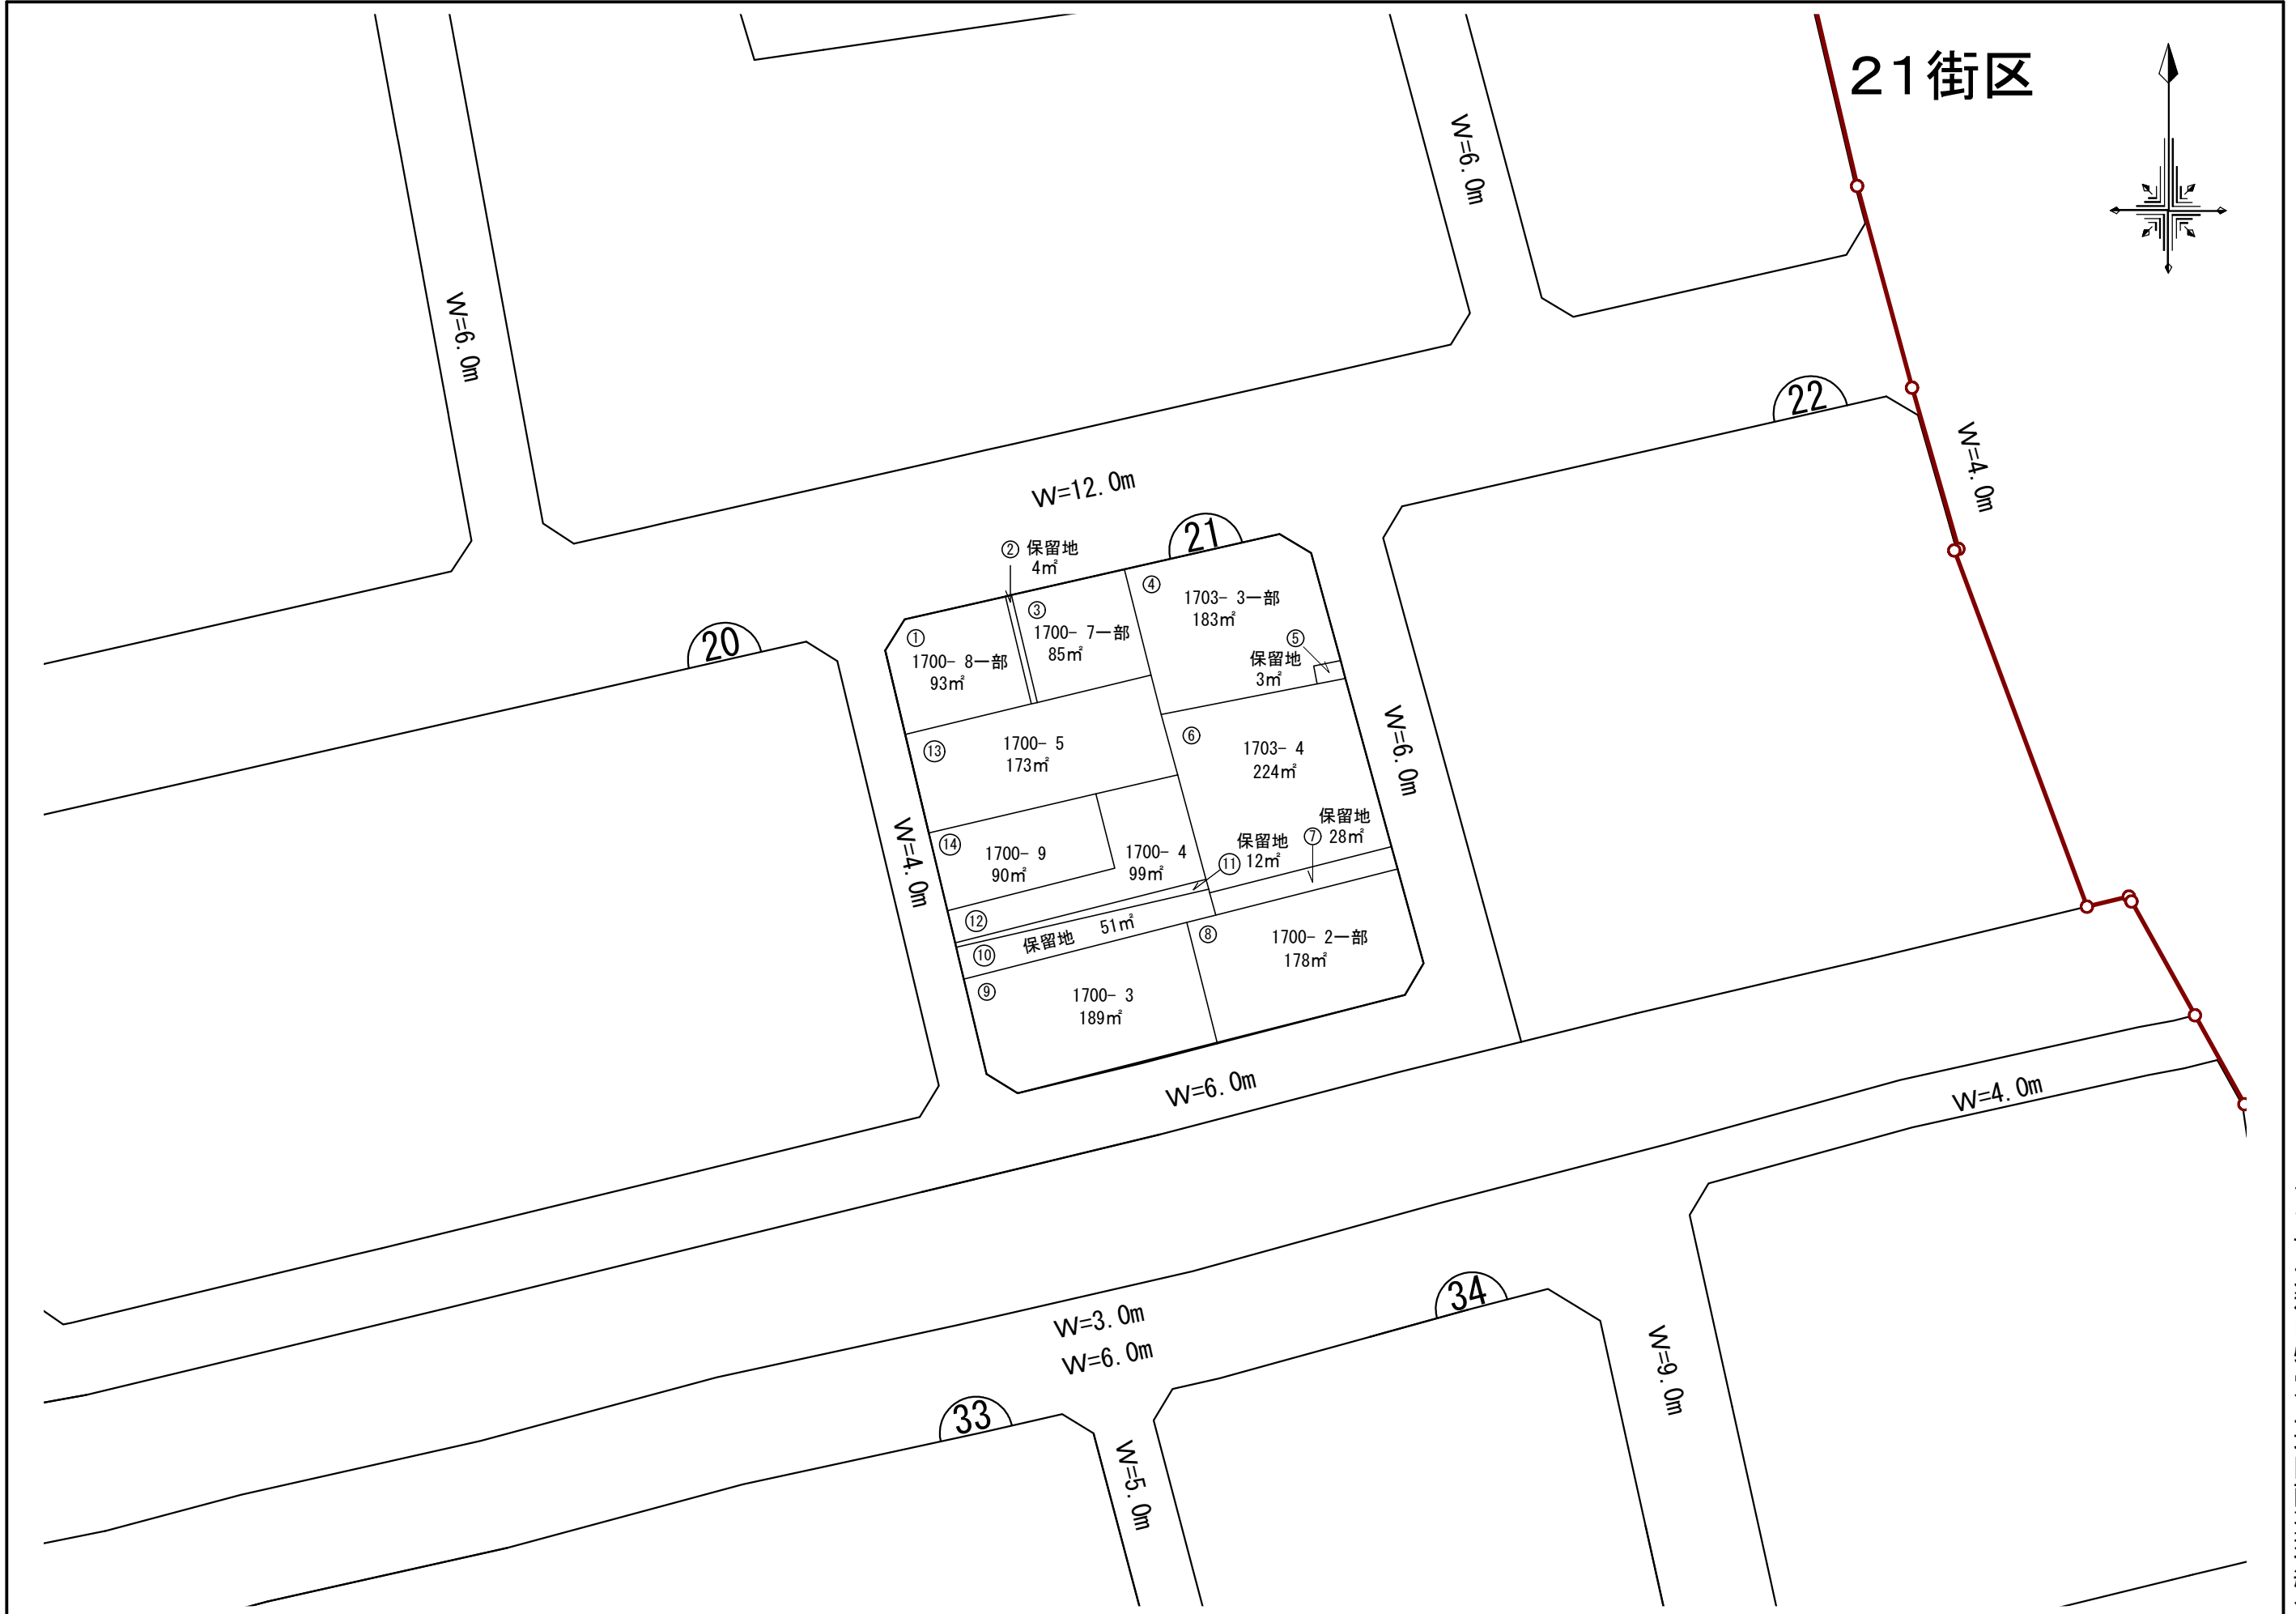 21街区
W=6.0m
W=6.0m
22
W=4.0m
W=12.0m
21
② 保留地
4㎡
④
1703- 3一部
183㎡
③
1700- 7一部
85㎡
20
①
1700- 8一部
93㎡
⑤
保留地
3㎡
W=6.0m
⑬
1700- 5
173㎡
⑥
1703- 4
224㎡
W=4.0m
⑭
1700- 9
90㎡
1700- 4
99㎡
⑪
保留地
12㎡
⑦
保留地
28㎡
⑫
⑩
保留地 51㎡
⑧
1700- 2一部
178㎡
⑨
1700- 3
189㎡
W=6.0m
W=4.0m
34
W=3.0m
W=6.0m
W=9.0m
33
W=5.0m